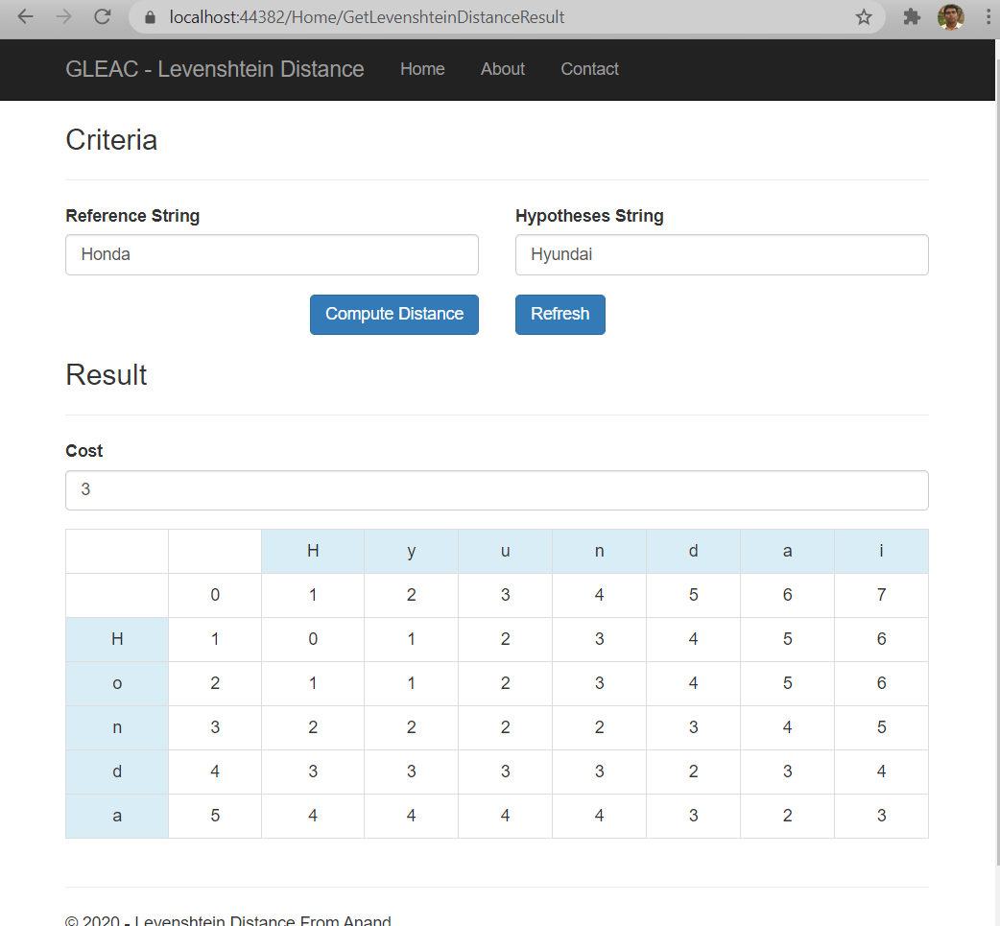 localhost:44382/Home/GetLevenshteinDistanceResult
GLEAC - Levenshtein Distance Home About Contact
Criteria
Reference String Hypotheses String
Honda Hyundai
Compute Distance Refresh
Result
Cost
3
H y u n d a i
0 1 2 3 4 5 6 7
H 1 0 1 2 3 4 5 6
o 2 1 1 2 3 4 5 6
n 3 2 2 2 2 3 4 5
d 4 3 3 3 3 2 3 4
a 5 4 4 4 4 3 2 3
© 2020 - Levenshtein Distance From Anand